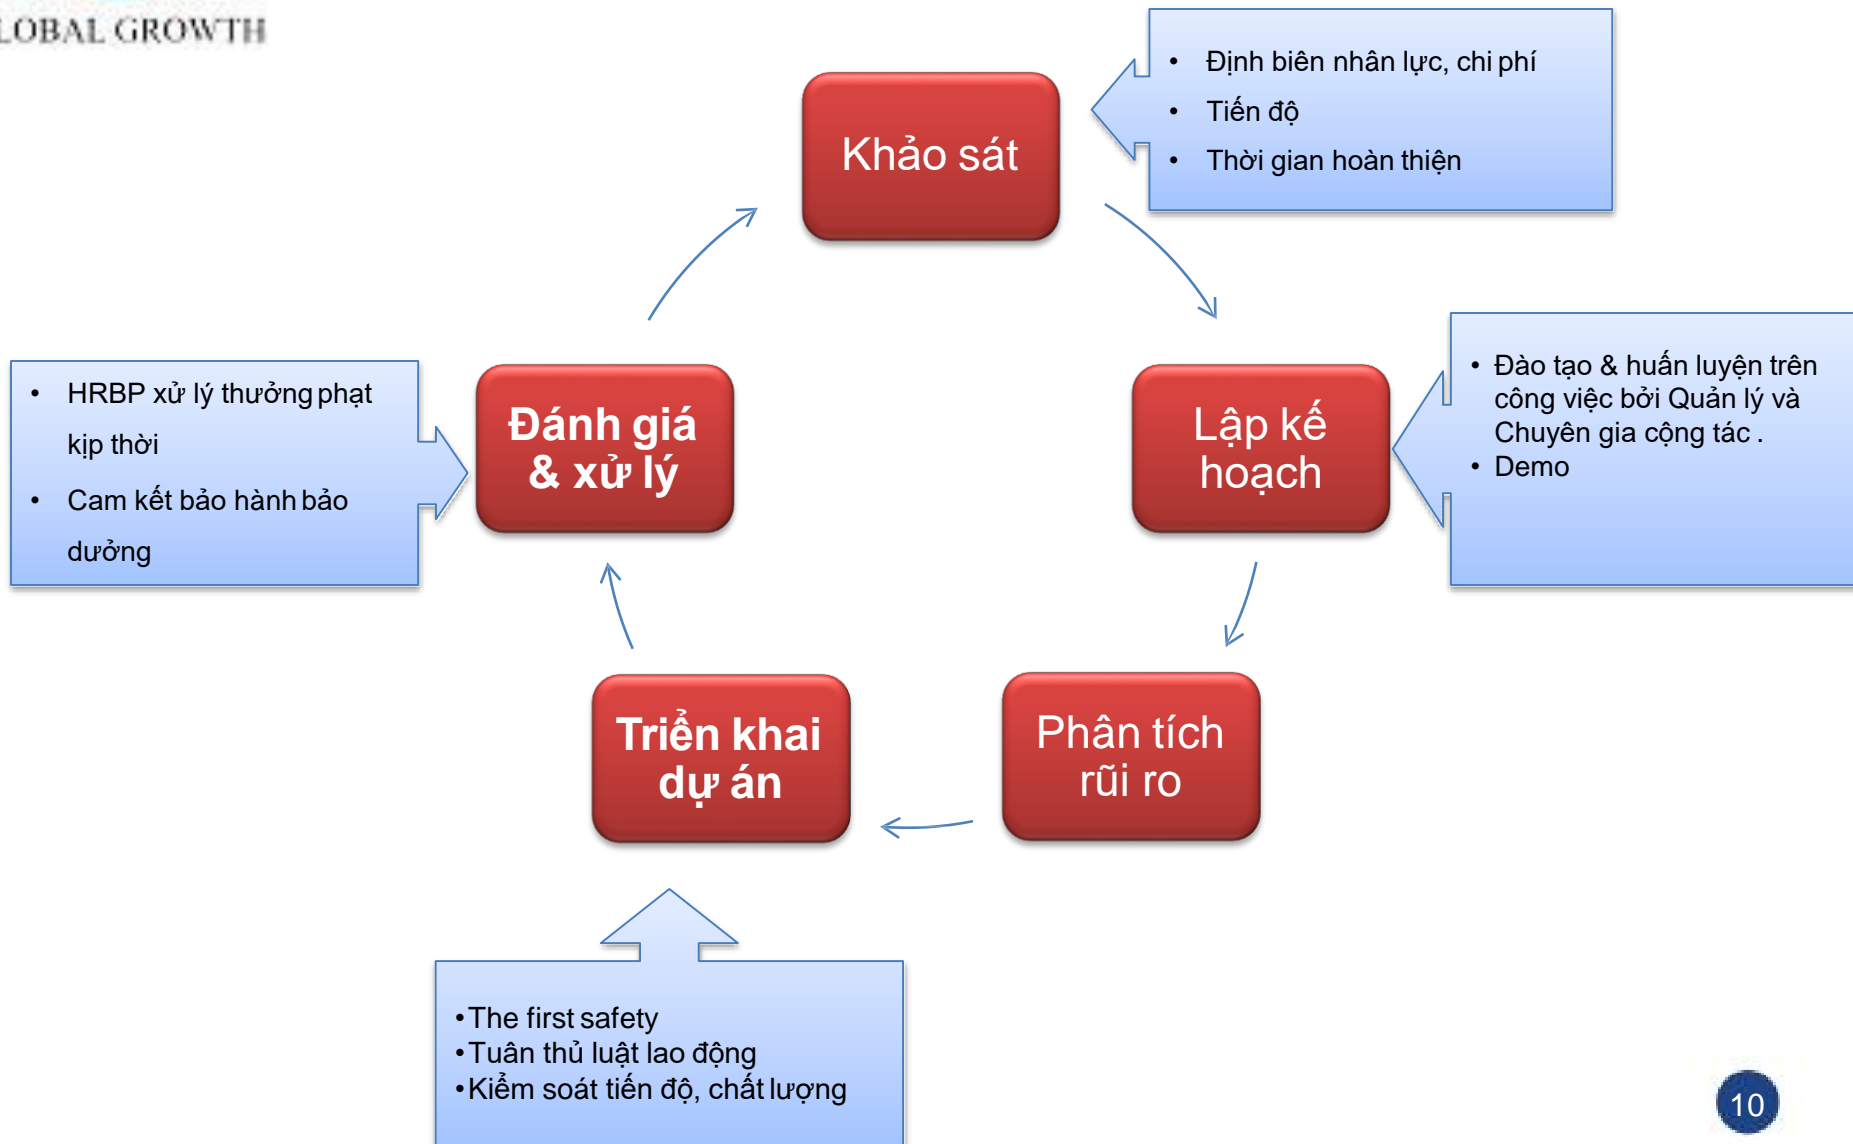 LOBAL GROWTH
Khảo sát
• Định biên nhân lực, chi phí
• Tiến độ
• Thời gian hoàn thiện
Lập kế
hoạch
• Đào tạo & huấn luyện trên
công việc bởi Quản lý và
Chuyên gia cộng tác .
• Demo
Phân tích
rũi ro
Triển khai
dự án
• The first safety
• Tuân thủ luật lao động
• Kiểm soát tiến độ, chất lượng
Đánh giá
& xử lý
• HRBP xử lý thưởng phạt
kịp thời
• Cam kết bảo hành bảo
dưởng
10